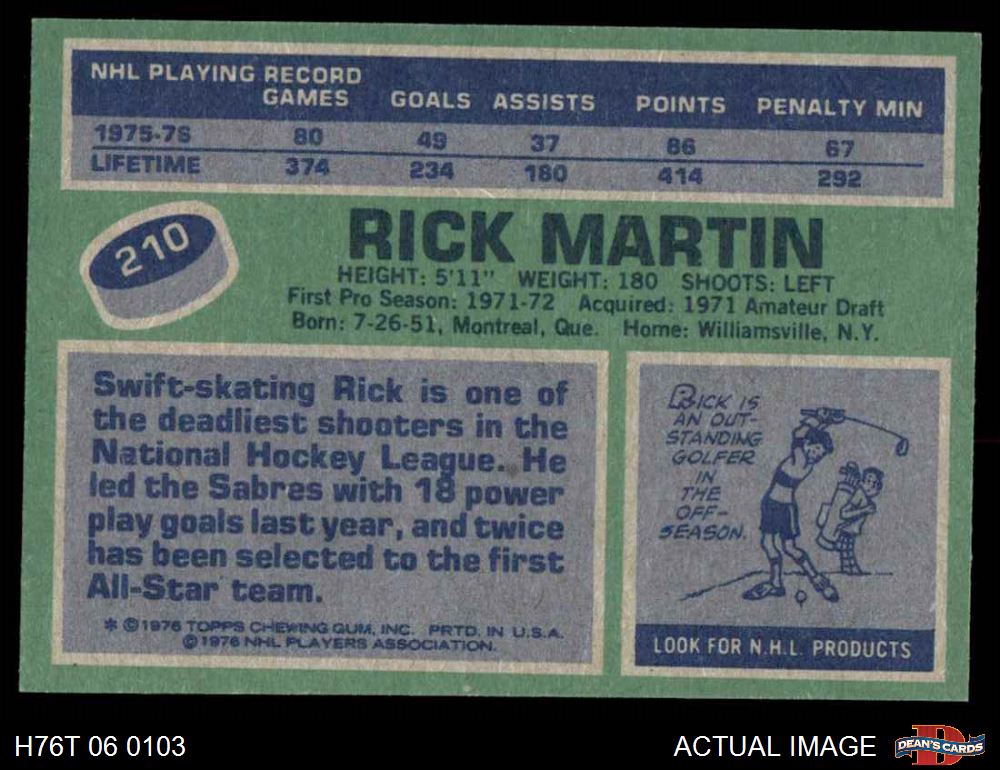 NHL PLAYING RECORD
GAMES GOALS ASSISTS POINTS PENALTY MIN
1975-76 80 49 37 86 67
LIFETIME 374 234 180 414 292
210
RICK MARTIN
HEIGHT: 5'11" WEIGHT: 180 SHOOTS: LEFT
First Pro Season: 1971-72 Acquired: 1971 Amateur Draft
Born: 7-26-51, Montreal, Que. Home: Williamsville, N.Y.
Swift-skating Rick is one of
the deadliest shooters in the
National Hockey League. He
led the Sabres with 18 power
play goals last year, and twice
has been selected to the first
All-Star team.
* ©1976 TOPPS CHEWING GUM, INC. PRTD. IN U.S.A.
©1976 NHL PLAYERS ASSOCIATION.
RICK IS
AN OUT-
STANDING
GOLFER
IN
THE
OFF-
SEASON.
LOOK FOR N.H.L. PRODUCTS
H76T 06 0103
ACTUAL IMAGE
D
DEAN'S CARDS